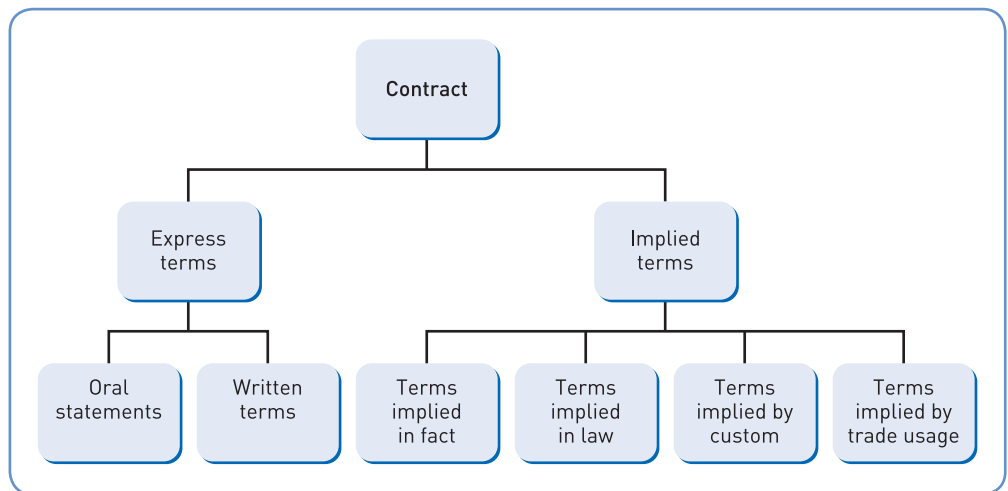 Contract
Express
terms
Implied
terms
Oral
statements
Written
terms
Terms
implied
in fact
Terms
implied
in law
Terms
implied by
custom
Terms
implied by
trade usage